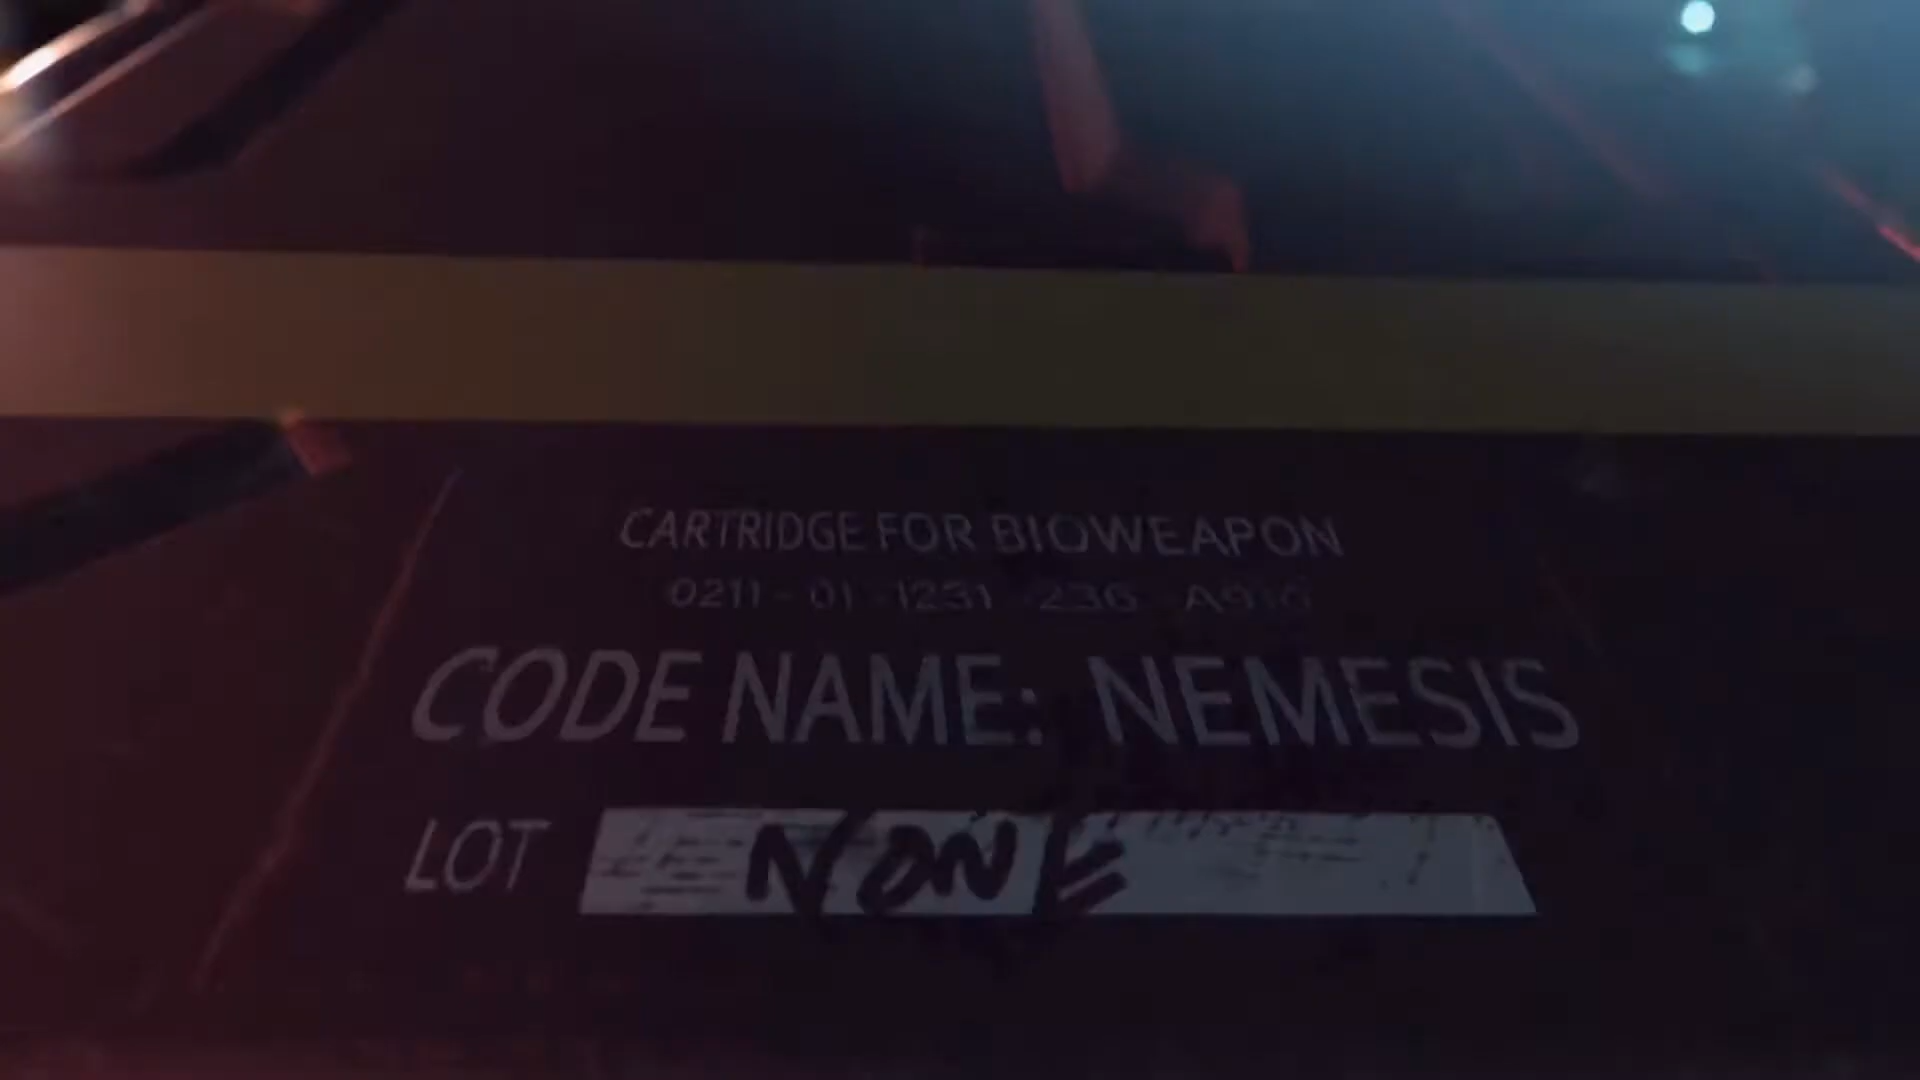 CARTRIDGE FOR BIOWEAPON
0211 - 01 - 1231 - 236 -
CODE NAME: NEMESIS
LOT NONE